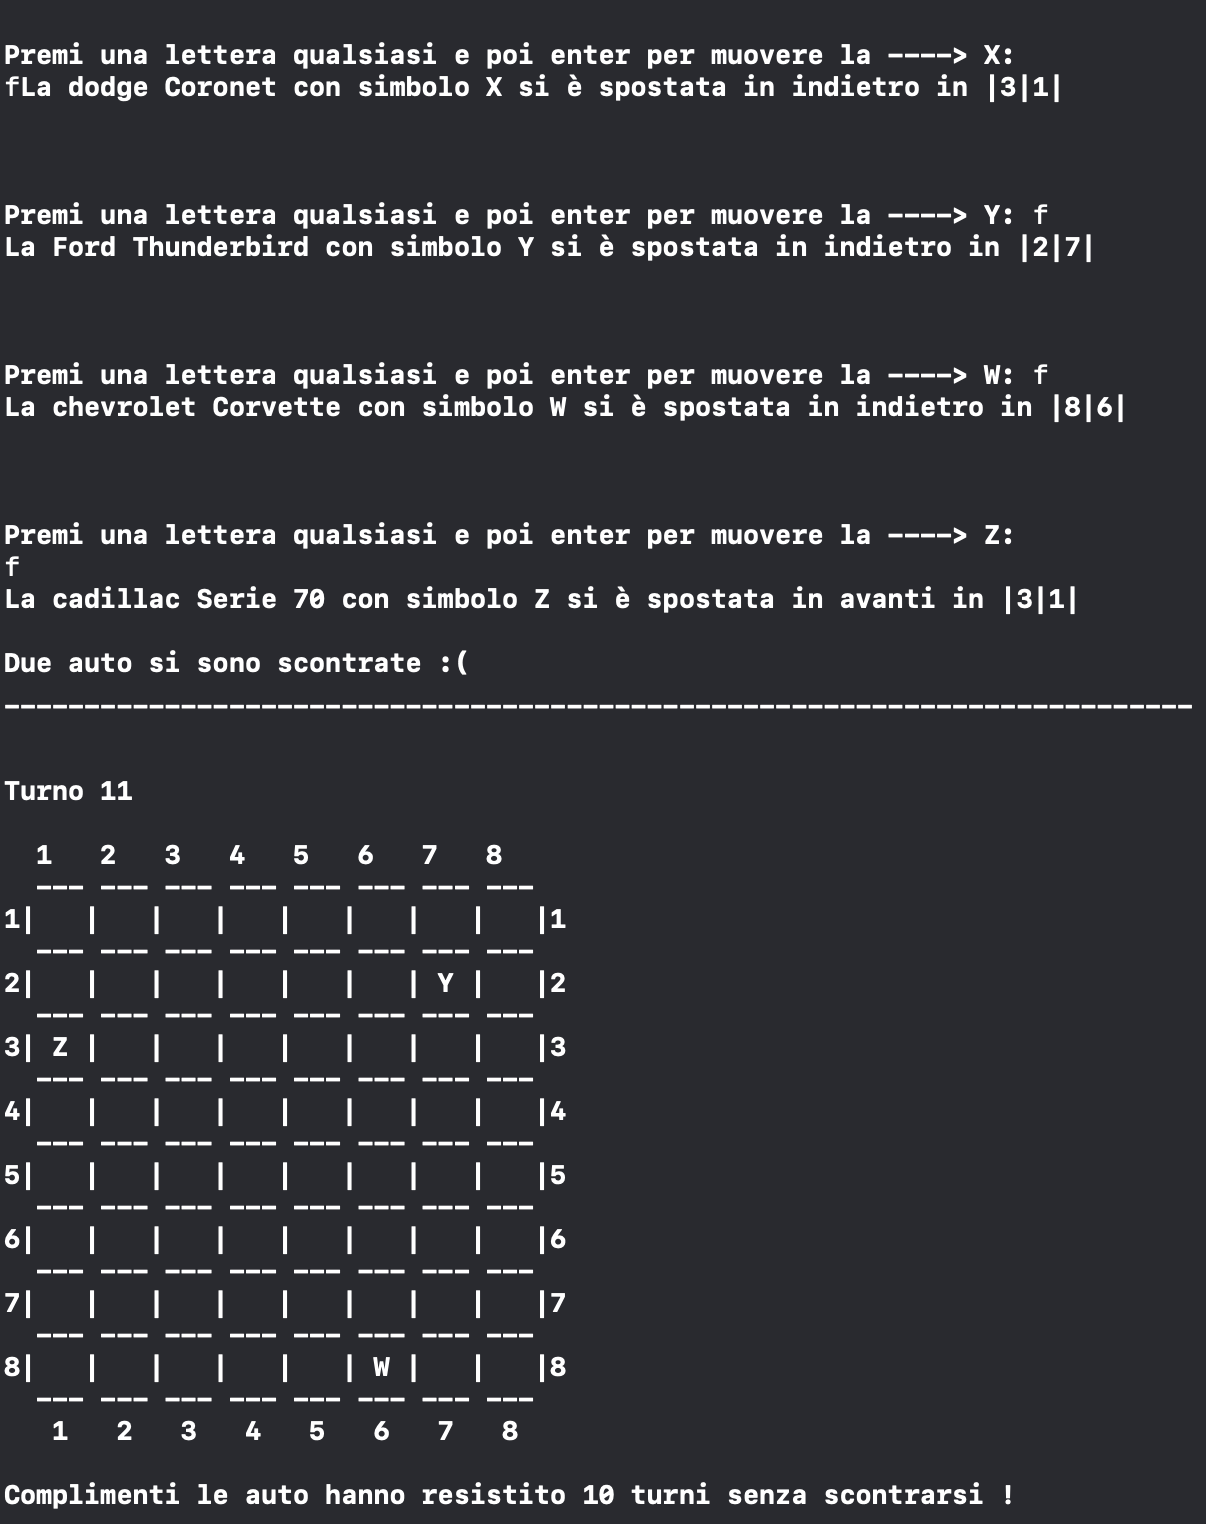 Premi una lettera qualsiasi e poi enter per muovere la ----> X:
fLa dodge Coronet con simbolo X si è spostata in indietro in |3|1|
Premi una lettera qualsiasi e poi enter per muovere la ----> Y: f
La Ford Thunderbird con simbolo Y si è spostata in indietro in |2|7|
Premi una lettera qualsiasi e poi enter per muovere la ----> W: f
La chevrolet Corvette con simbolo W si è spostata in indietro in |8|6|
Premi una lettera qualsiasi e poi enter per muovere la ----> Z:
f
La cadillac Serie 70 con simbolo Z si è spostata in avanti in |3|1|
Due auto si sono scontrate :(
--------------------------------------------------------------------------
Turno 11
  1   2   3   4   5   6   7   8
  --- --- --- --- --- --- --- ---
1|   |   |   |   |   |   |   |   |1
  --- --- --- --- --- --- --- ---
2|   |   |   |   |   |   | Y |   |2
  --- --- --- --- --- --- --- ---
3| Z |   |   |   |   |   |   |   |3
  --- --- --- --- --- --- --- ---
4|   |   |   |   |   |   |   |   |4
  --- --- --- --- --- --- --- ---
5|   |   |   |   |   |   |   |   |5
  --- --- --- --- --- --- --- ---
6|   |   |   |   |   |   |   |   |6
  --- --- --- --- --- --- --- ---
7|   |   |   |   |   |   |   |   |7
  --- --- --- --- --- --- --- ---
8|   |   |   |   |   | W |   |   |8
  --- --- --- --- --- --- --- ---
   1   2   3   4   5   6   7   8
Complimenti le auto hanno resistito 10 turni senza scontrarsi !